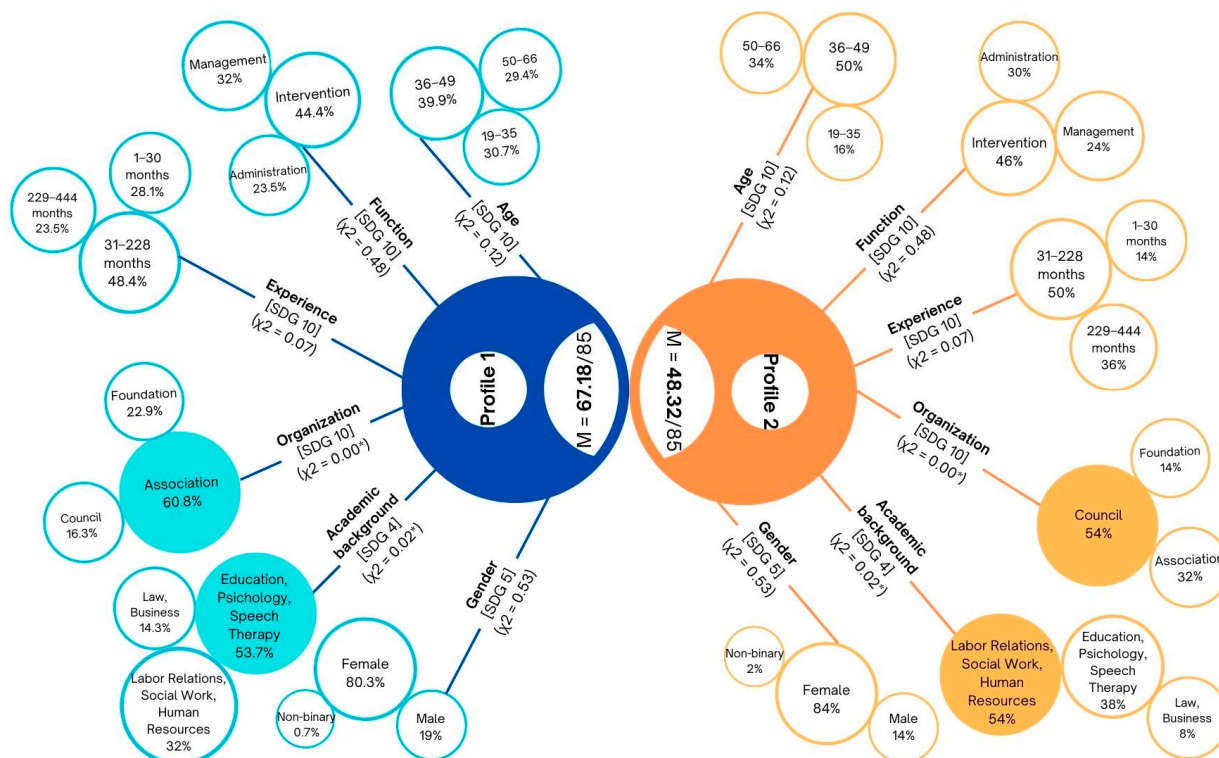 Management
32%
Intervention
44.4%
Administration
23.5%
36–49
39.9%
50–66
29.4%
19–35
30.7%
1–30
months
28.1%
229–444
months
23.5%
31–228
months
48.4%
Function
[SDG 10]
(χ2 = 0.48)
Age
[SDG 10]
(χ2 = 0.12)
Experience
[SDG 10]
(χ2 = 0.07)
Organization
[SDG 10]
(χ2 = 0.00*)
Academic
background
[SDG 4]
(χ2 = 0.02*)
Gender
[SDG 5]
(χ2 = 0.53)
Foundation
22.9%
Association
60.8%
Council
16.3%
Law,
Business
14.3%
Education,
Psichology,
Speech
Therapy
53.7%
Labor Relations,
Social Work,
Human
Resources
32%
Female
80.3%
Non-binary
0.7%
Male
19%
Profile 1
M = 67.18/85
M = 48.32/85
Profile 2
50–66
34%
36–49
50%
19–35
16%
Administration
30%
Intervention
46%
Management
24%
Age
[SDG 10]
(χ2 = 0.12)
Function
[SDG 10]
(χ2 = 0.48)
Experience
[SDG 10]
(χ2 = 0.07)
1–30
months
14%
31–228
months
50%
229–444
months
36%
Organization
[SDG 10]
(χ2 = 0.00*)
Foundation
14%
Council
54%
Association
32%
Academic
background
[SDG 4]
(χ2 = 0.02*)
Gender
[SDG 5]
(χ2 = 0.53)
Non-binary
2%
Female
84%
Male
14%
Labor Relations,
Social Work,
Human
Resources
54%
Education,
Psichology,
Speech
Therapy
38%
Law,
Business
8%